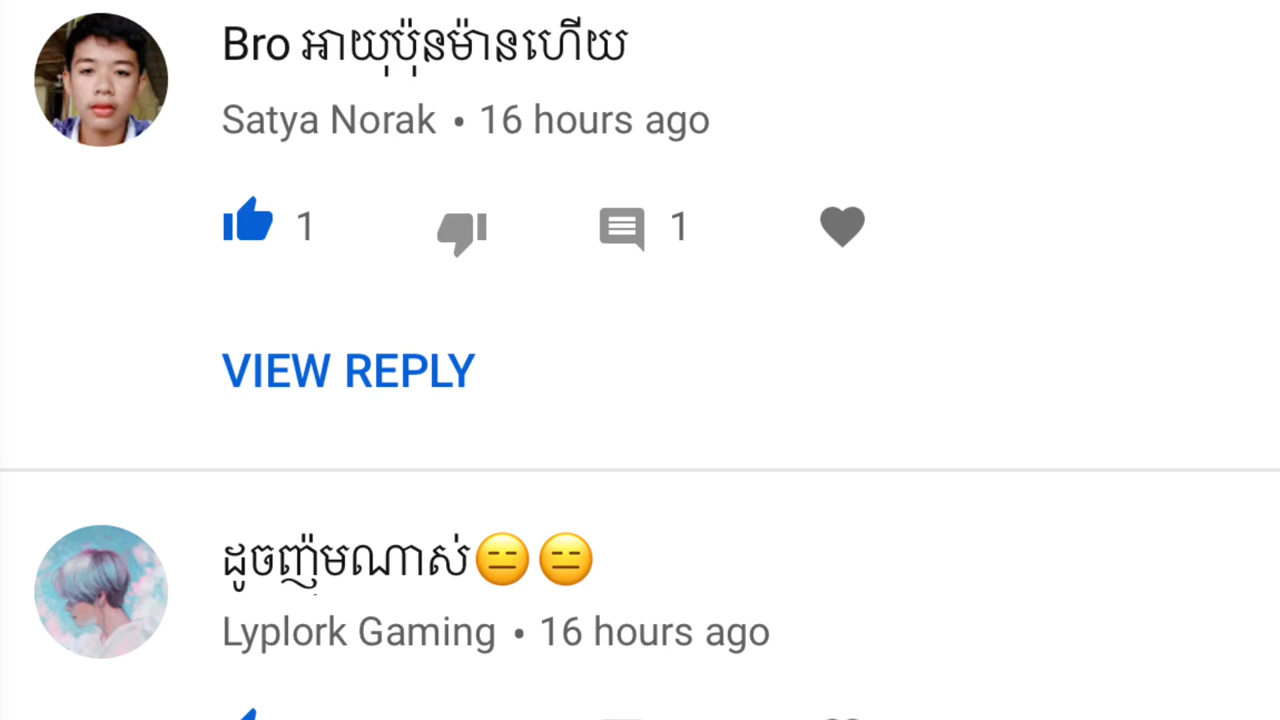 Bro អាយុប៉ុនម៉ានហើយ
Satya Norak • 16 hours ago
1
1
VIEW REPLY
ដូចញ៉ុមណាស់😑😑
Lyplork Gaming • 16 hours ago